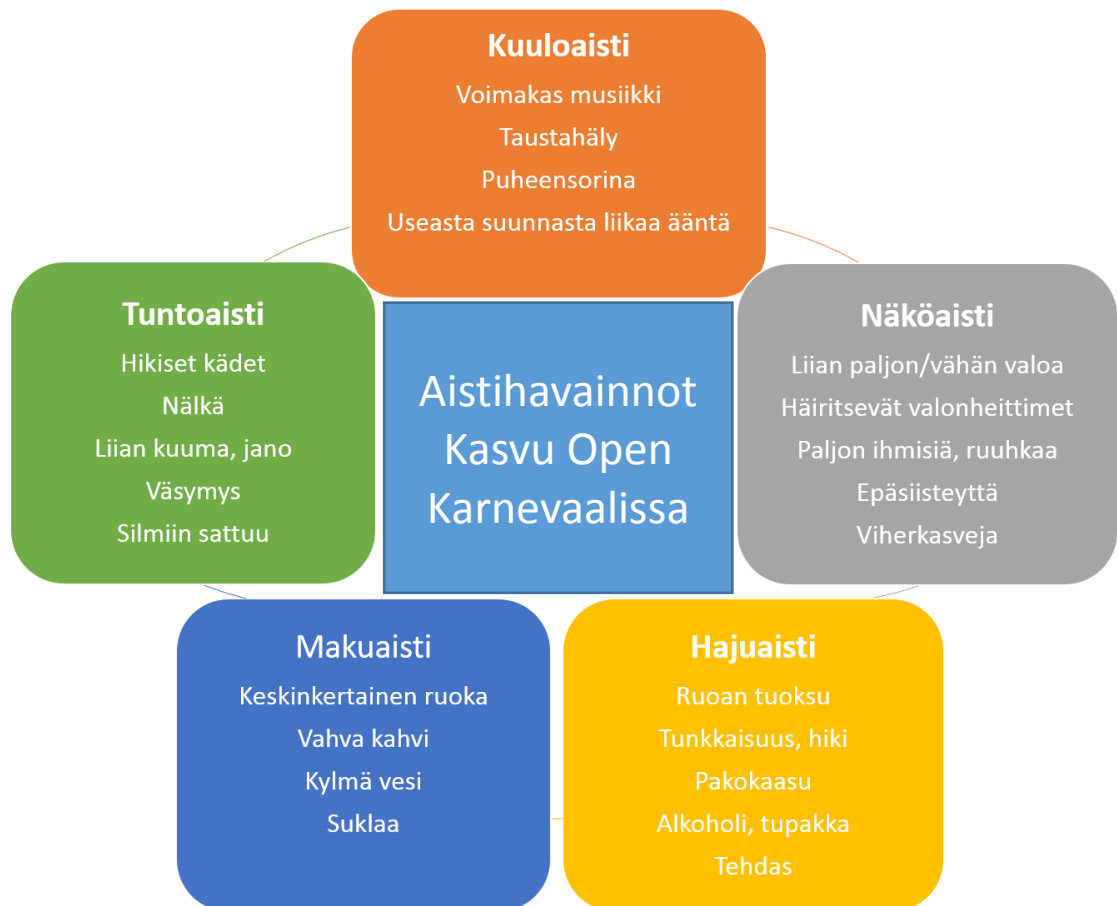 Kuuloaisti
Voimakas musiikki
Taustahäly
Puheensorina
Useasta suunnasta liikaa ääntä
Tuntoaisti
Hikiset kädet
Nälkä
Liian kuuma, jano
Väsymys
Silmiin sattuu
Aistihavainnot
Kasvu Open
Karnevaalissa
Näköaisti
Liian paljon/vähän valoa
Häiritsevät valonheittimet
Paljon ihmisiä, ruuhkaa
Epäsiisteyttä
Viherkasveja
Makuaisti
Keskinkertainen ruoka
Vahva kahvi
Kylmä vesi
Suklaa
Hajuaisti
Ruoan tuoksu
Tunkkaisuus, hiki
Pakokaasu
Alkoholi, tupakka
Tehdas